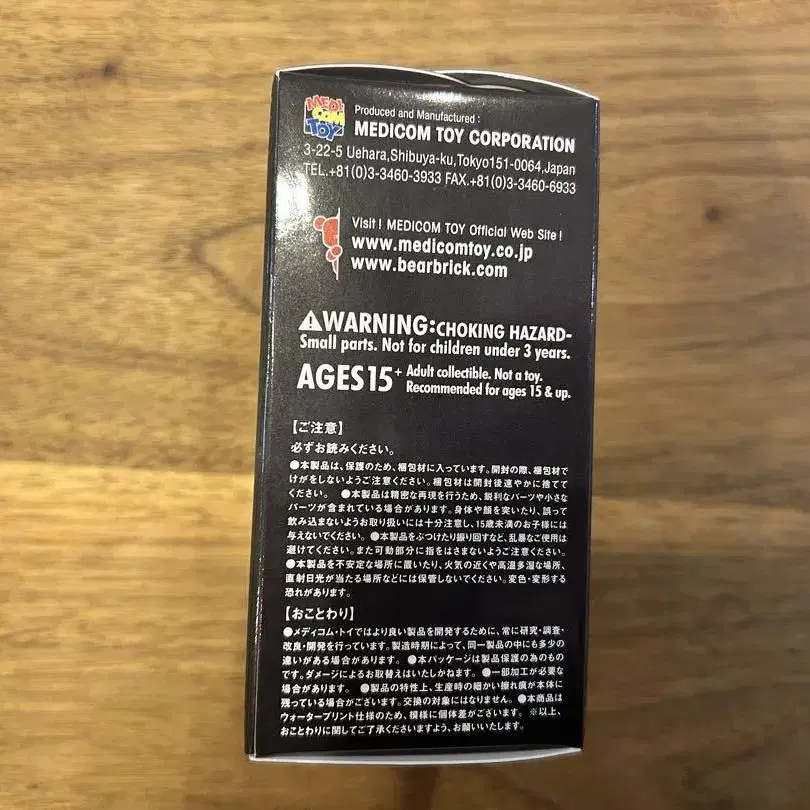 MEDI
COM
TOY
Produced and Manufactured :
MEDICOM TOY CORPORATION
3-22-5 Uehara,Shibuya-ku,Tokyo151-0064,Japan
TEL.+81(0)3-3460-3933 FAX.+81(0)3-3460-6933
Visit ! MEDICOM TOY Official Web Site !
www.medicomtoy.co.jp
www.bearbrick.com
⚠WARNING:CHOKING HAZARD-
Small parts. Not for children under 3 years.
AGES15+ Adult collectible. Not a toy.
Recommended for ages 15 & up.
【ご注意】
必ずお読みください。
●本製品は、保護のため、梱包材に入っています。開封の際、梱包材で
けがをしないようご注意ください。梱包材は開封後速やかに捨てて
ください。 ●本製品は精密な再現を行うため、鋭利なパーツや小さな
パーツが含まれている場合があります。身体や顔を突いたり、誤って
飲み込まないようお取り扱いには十分注意し、15歳未満のお子様には
与えないでください。 ●本製品をぶつけたり振り回すなど、乱暴なご使用は
避けてください。また可動部分に指をはさまないようご注意ください。
●本製品を不安定な場所に置いたり、火気の近くや高温多湿な場所、
直射日光が当たる場所などには保管しないでください。変色・変形する
恐れがあります。
【おことわり】
●メディコム・トイではより良い製品を開発するために、常に研究・調査・
改良・開発を行っています。製造時期によって、同一製品の中にも多少の
違いがある場合があります。 ●本パッケージは製品保護の為のもの
です。ダメージによるお取替えはいたしかねます。 ●一部加工が必要な
場合があります。 ●製品の特性上、生産時の細かい擦れ痕が本体に
残っている場合がございます。交換の対象にはなりません。 ●本商品は
ウォータープリント仕様のため、模様に個体差がございます。 ※以上、
おことわりに関してご了承くださいますよう、お願いいたします。